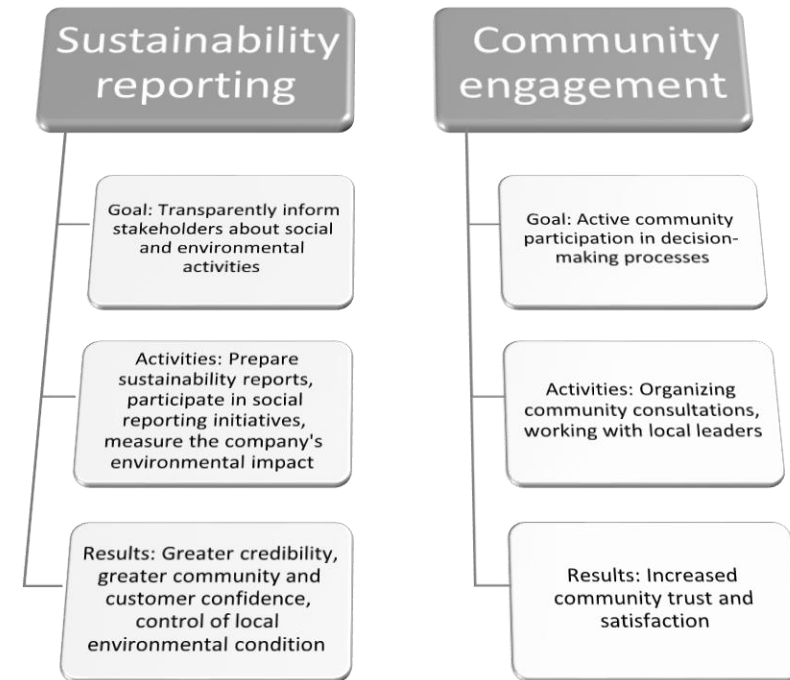 Sustainability
reporting
Goal: Transparently inform
stakeholders about social
and environmental
activities
Activities: Prepare
sustainability reports,
participate in social
reporting initiatives,
measure the company's
environmental impact
Results: Greater credibility,
greater community and
customer confidence,
control of local
environmental condition
Community
engagement
Goal: Active community
participation in decision-
making processes
Activities: Organizing
community consultations,
working with local leaders
Results: Increased
community trust and
satisfaction